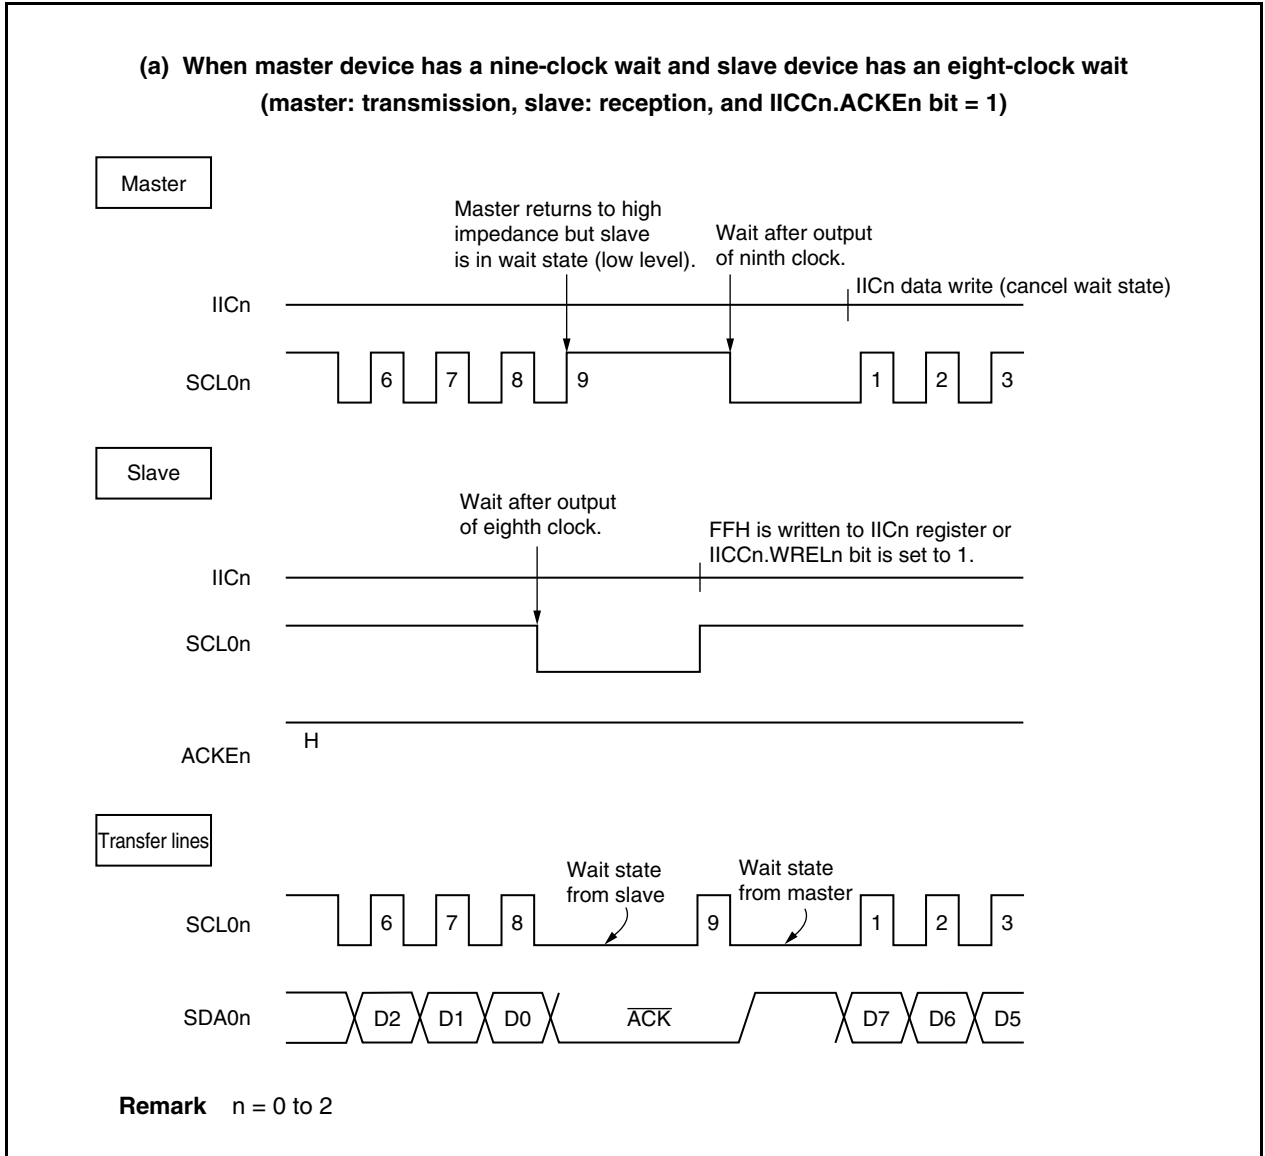 (a) When master device has a nine-clock wait and slave device has an eight-clock wait
(master: transmission, slave: reception, and IICCn.ACKEn bit = 1)
Master
Master returns to high
impedance but slave
is in wait state (low level).
Wait after output
of ninth clock.
IICn data write (cancel wait state)
IICn
SCL0n
6 7 8 9 1 2 3
Slave
Wait after output
of eighth clock.
FFH is written to IICn register or
IICCn.WRELn bit is set to 1.
IICn
SCL0n
H
ACKEn
Transfer lines
Wait state
from slave
Wait state
from master
SCL0n
6 7 8 9 1 2 3
SDA0n
D2 D1 D0 A̅C̅K̅ D7 D6 D5
Remark n = 0 to 2